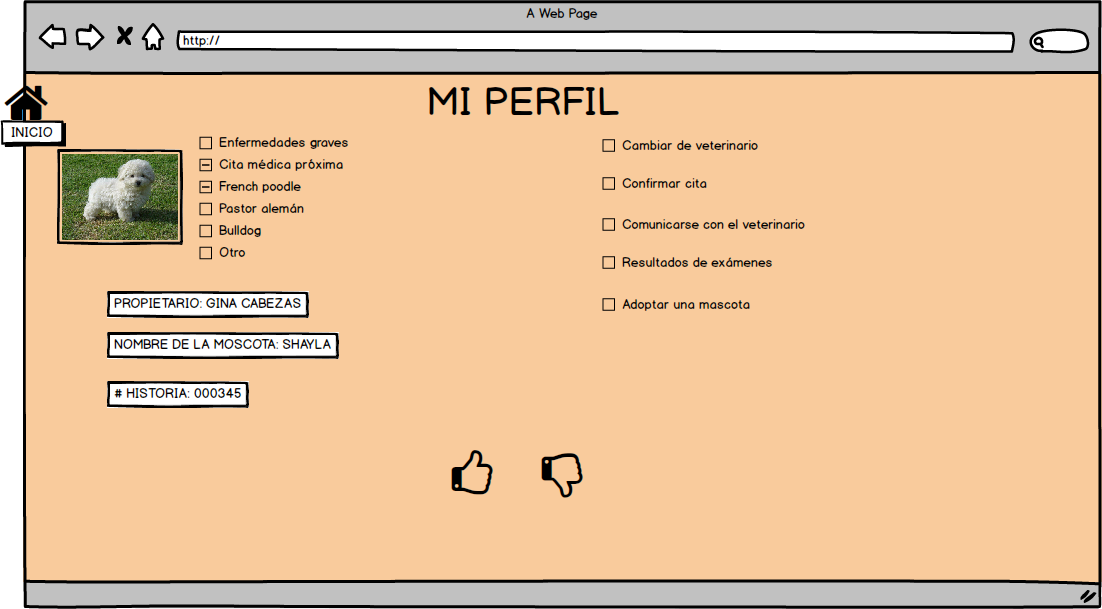 A Web Page
http://
MI PERFIL
INICIO
Enfermedades graves
Cita médica próxima
French poodle
Pastor alemán
Bulldog
Otro
Cambiar de veterinario
Confirmar cita
Comunicarse con el veterinario
Resultados de exámenes
Adoptar una mascota
PROPIETARIO: GINA CABEZAS
NOMBRE DE LA MOSCOTA: SHAYLA
# HISTORIA: 000345